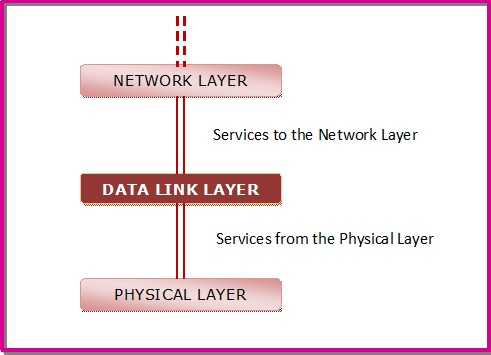 NETWORK LAYER
Services to the Network Layer
DATA LINK LAYER
Services from the Physical Layer
PHYSICAL LAYER